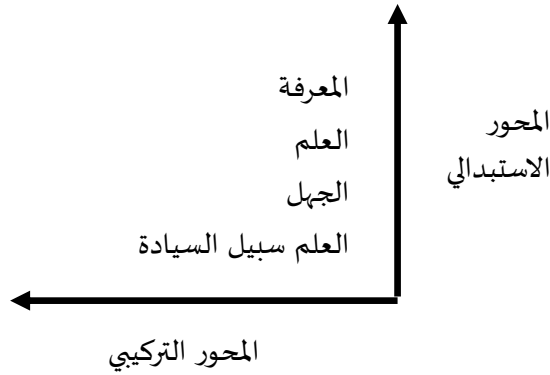 المعرفة
العلم
الجهل
العلم سبيل السيادة
المحور
الاستبدالي
المحور التركيبي